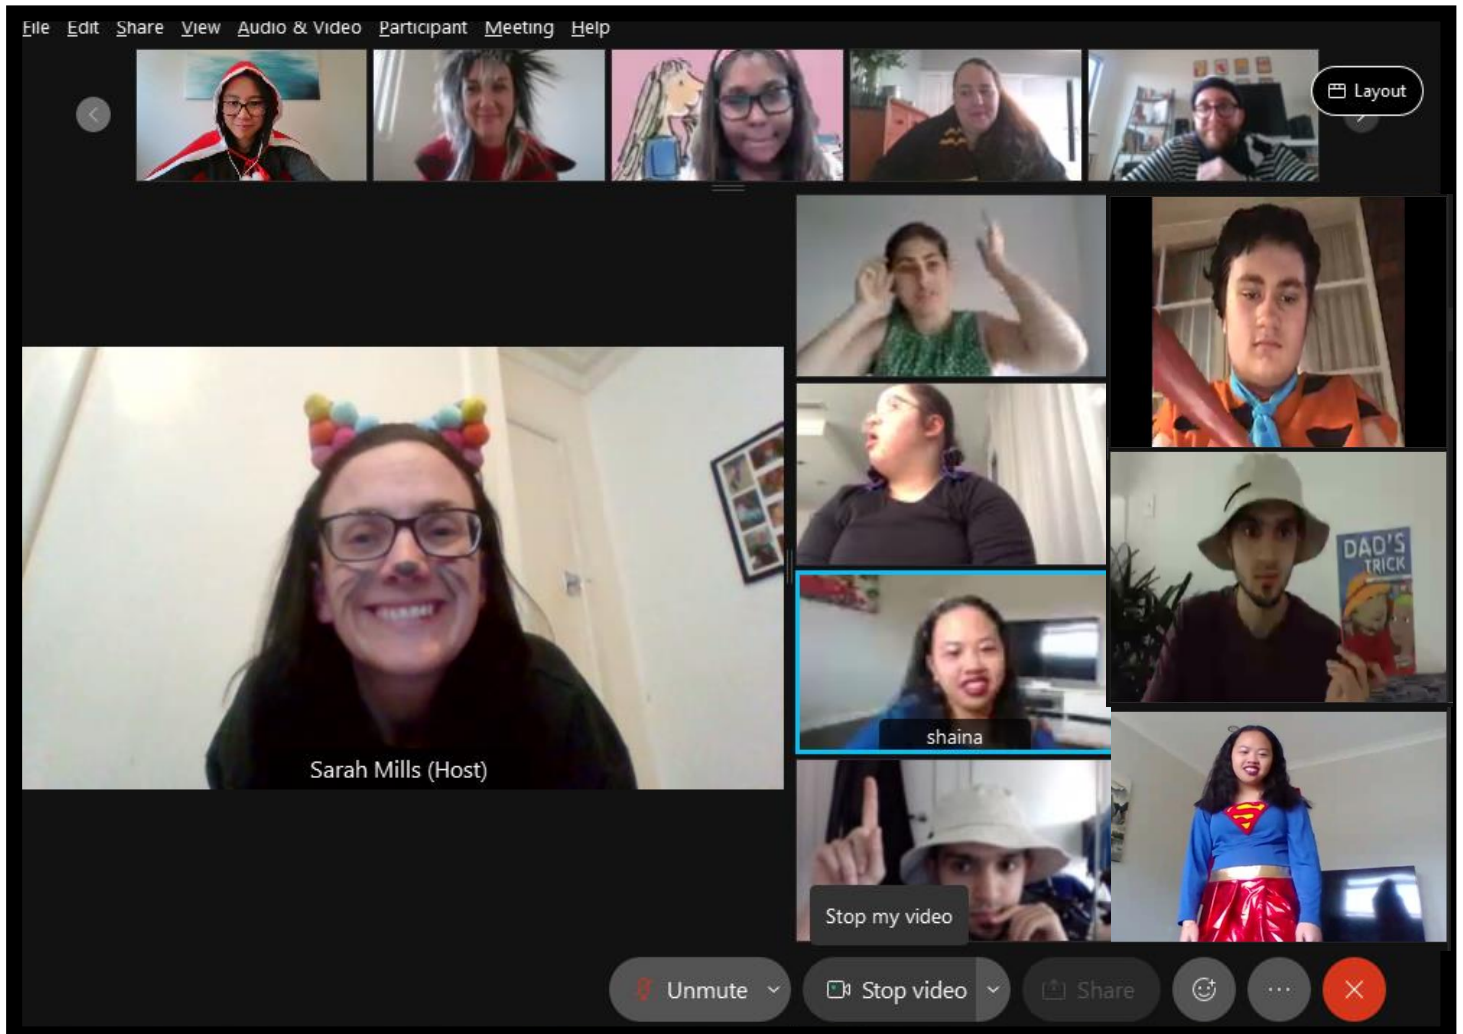 File Edit Share View Audio & Video Participant Meeting Help
Layout
DAD'S
TRICK
Sarah Mills (Host)
shaina
Stop my video
Unmute
Stop video
Share